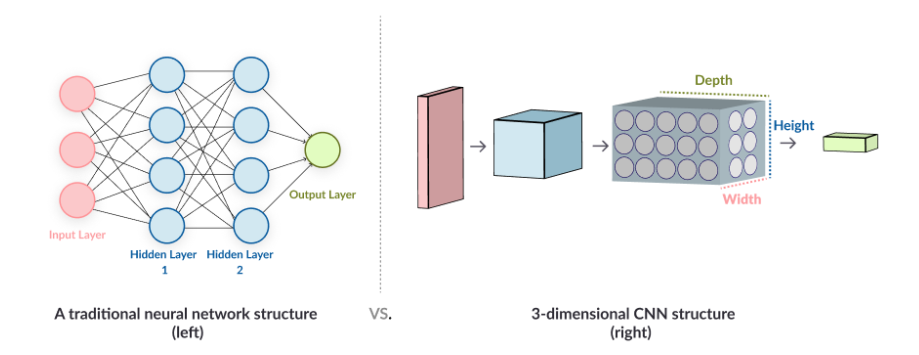 Input Layer
Hidden Layer
1
Hidden Layer
2
Output Layer
A traditional neural network structure
(left)
VS.
Depth
Height
Width
3-dimensional CNN structure
(right)